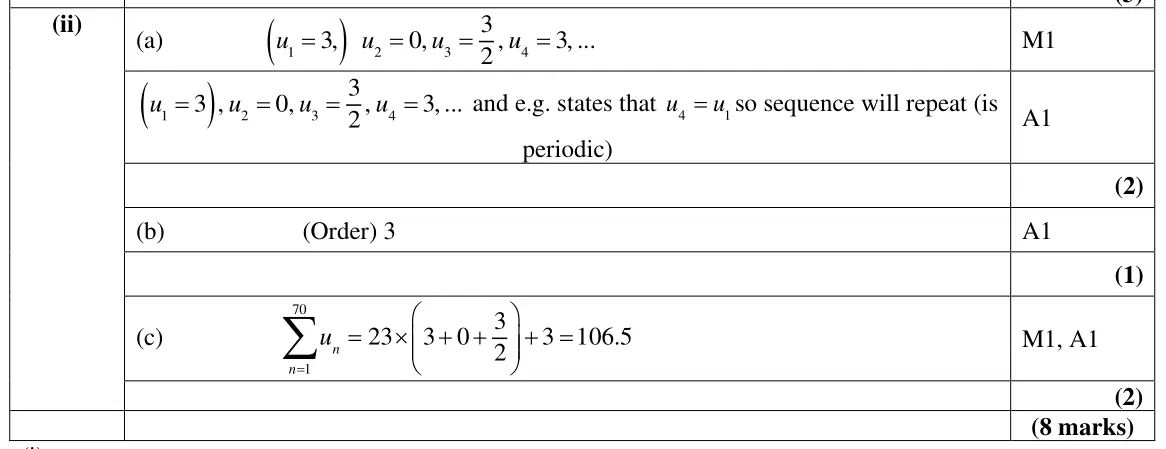 (3)
(ii)
(a) (u₁ = 3,) u₂ = 0, u₃ = 3/2, u₄ = 3, ... M1
(u₁ = 3), u₂ = 0, u₃ = 3/2, u₄ = 3, ... and e.g. states that u₄ = u₁ so sequence will repeat (is
periodic) A1
(2)
(b) (Order) 3 A1
(1)
(c) ∑ₙ₌₁⁷⁰ uₙ = 23 × (3 + 0 + 3/2) + 3 = 106.5 M1, A1
(2)
(8 marks)
(i)